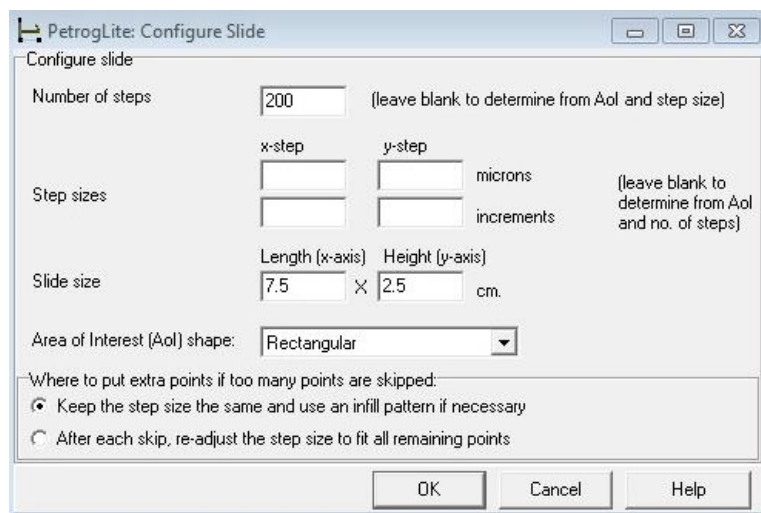 PetrogLite: Configure Slide
Configure slide
Number of steps 200 (leave blank to determine from AoI and step size)
x-step y-step
microns
Step sizes (leave blank to
determine from AoI
increments and no. of steps)
Length (x-axis) Height (y-axis)
Slide size 7.5 X 2.5 cm.
Area of Interest (AoI) shape: Rectangular
Where to put extra points if too many points are skipped:
Keep the step size the same and use an infill pattern if necessary
After each skip, re-adjust the step size to fit all remaining points
OK Cancel Help